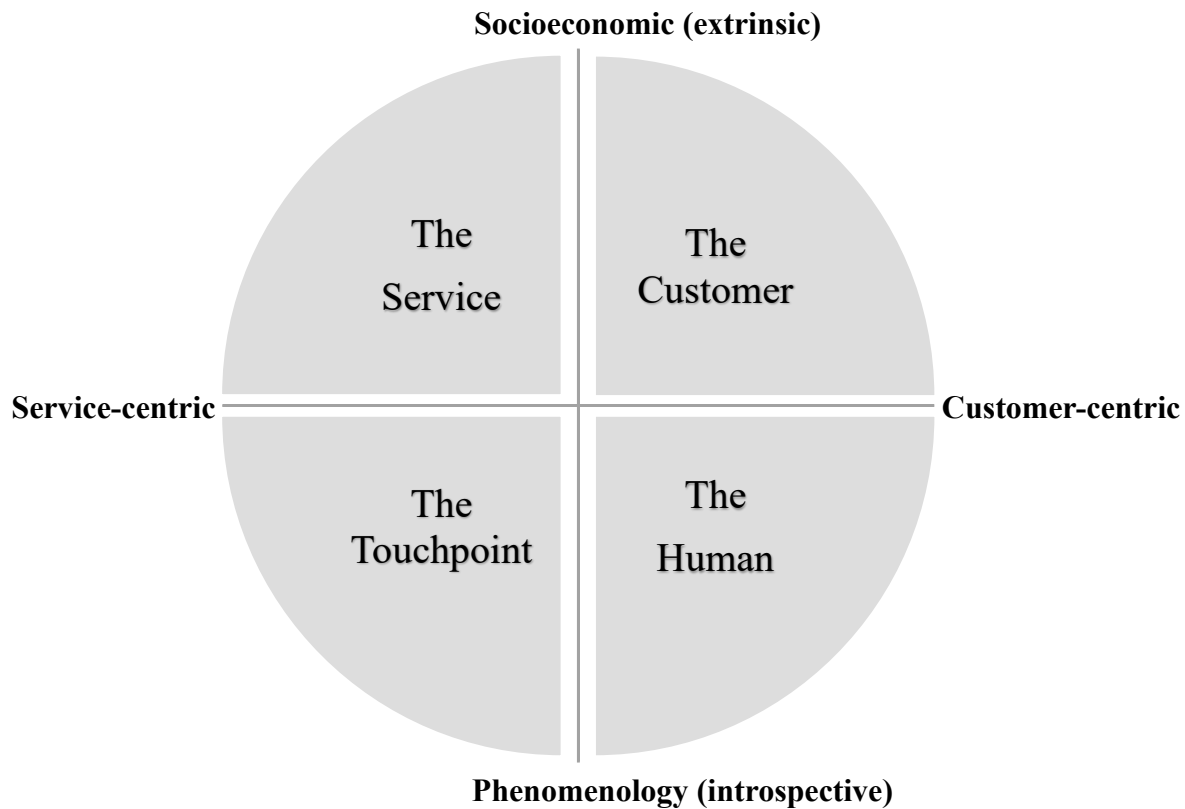 Socioeconomic (extrinsic)
The
Service
The
Customer
Service-centric
Customer-centric
The
Touchpoint
The
Human
Phenomenology (introspective)